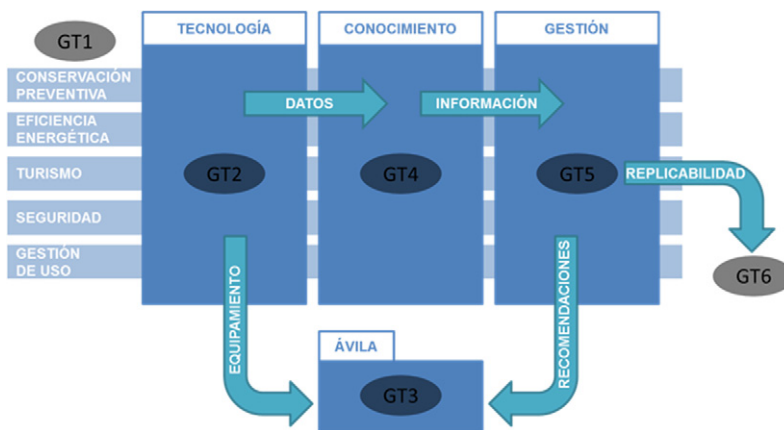 GT1
TECNOLOGÍA
CONOCIMIENTO
GESTIÓN
CONSERVACIÓN
PREVENTIVA
EFICIENCIA
ENERGÉTICA
TURISMO
SEGURIDAD
GESTIÓN
DE USO
DATOS
INFORMACIÓN
GT2
GT4
GT5
REPLICABILIDAD
GT6
EQUIPAMIENTO
RECOMENDACIONES
ÁVILA
GT3